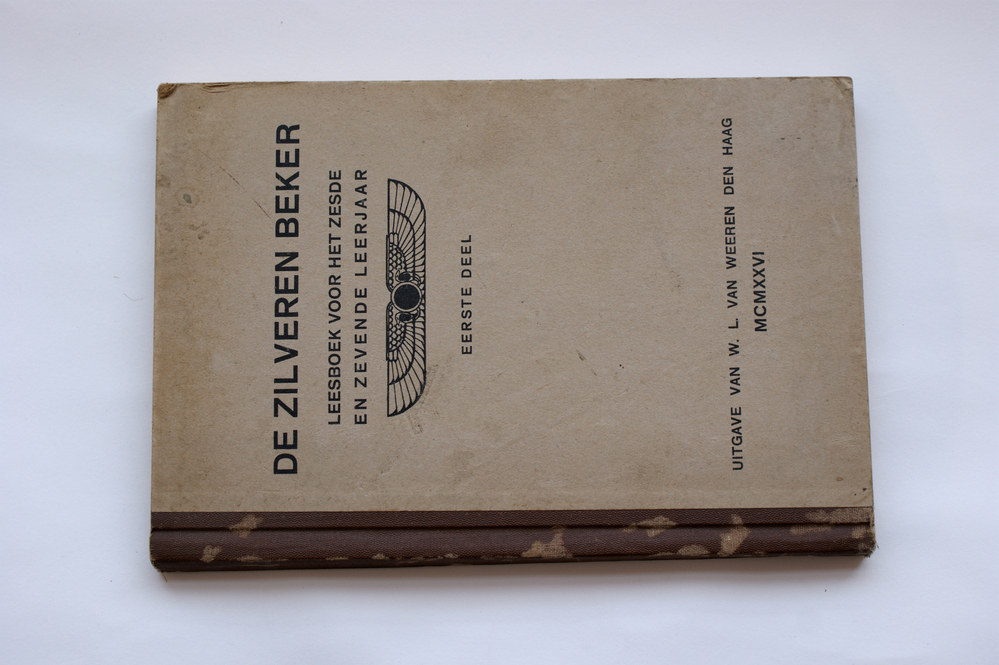 DE ZILVEREN BEKER
LEESBOEK VOOR HET ZESDE
EN ZEVENDE LEERJAAR
EERSTE DEEL
UITGAVE VAN W. L. VAN WEEREN DEN HAAG
MCMXXVI